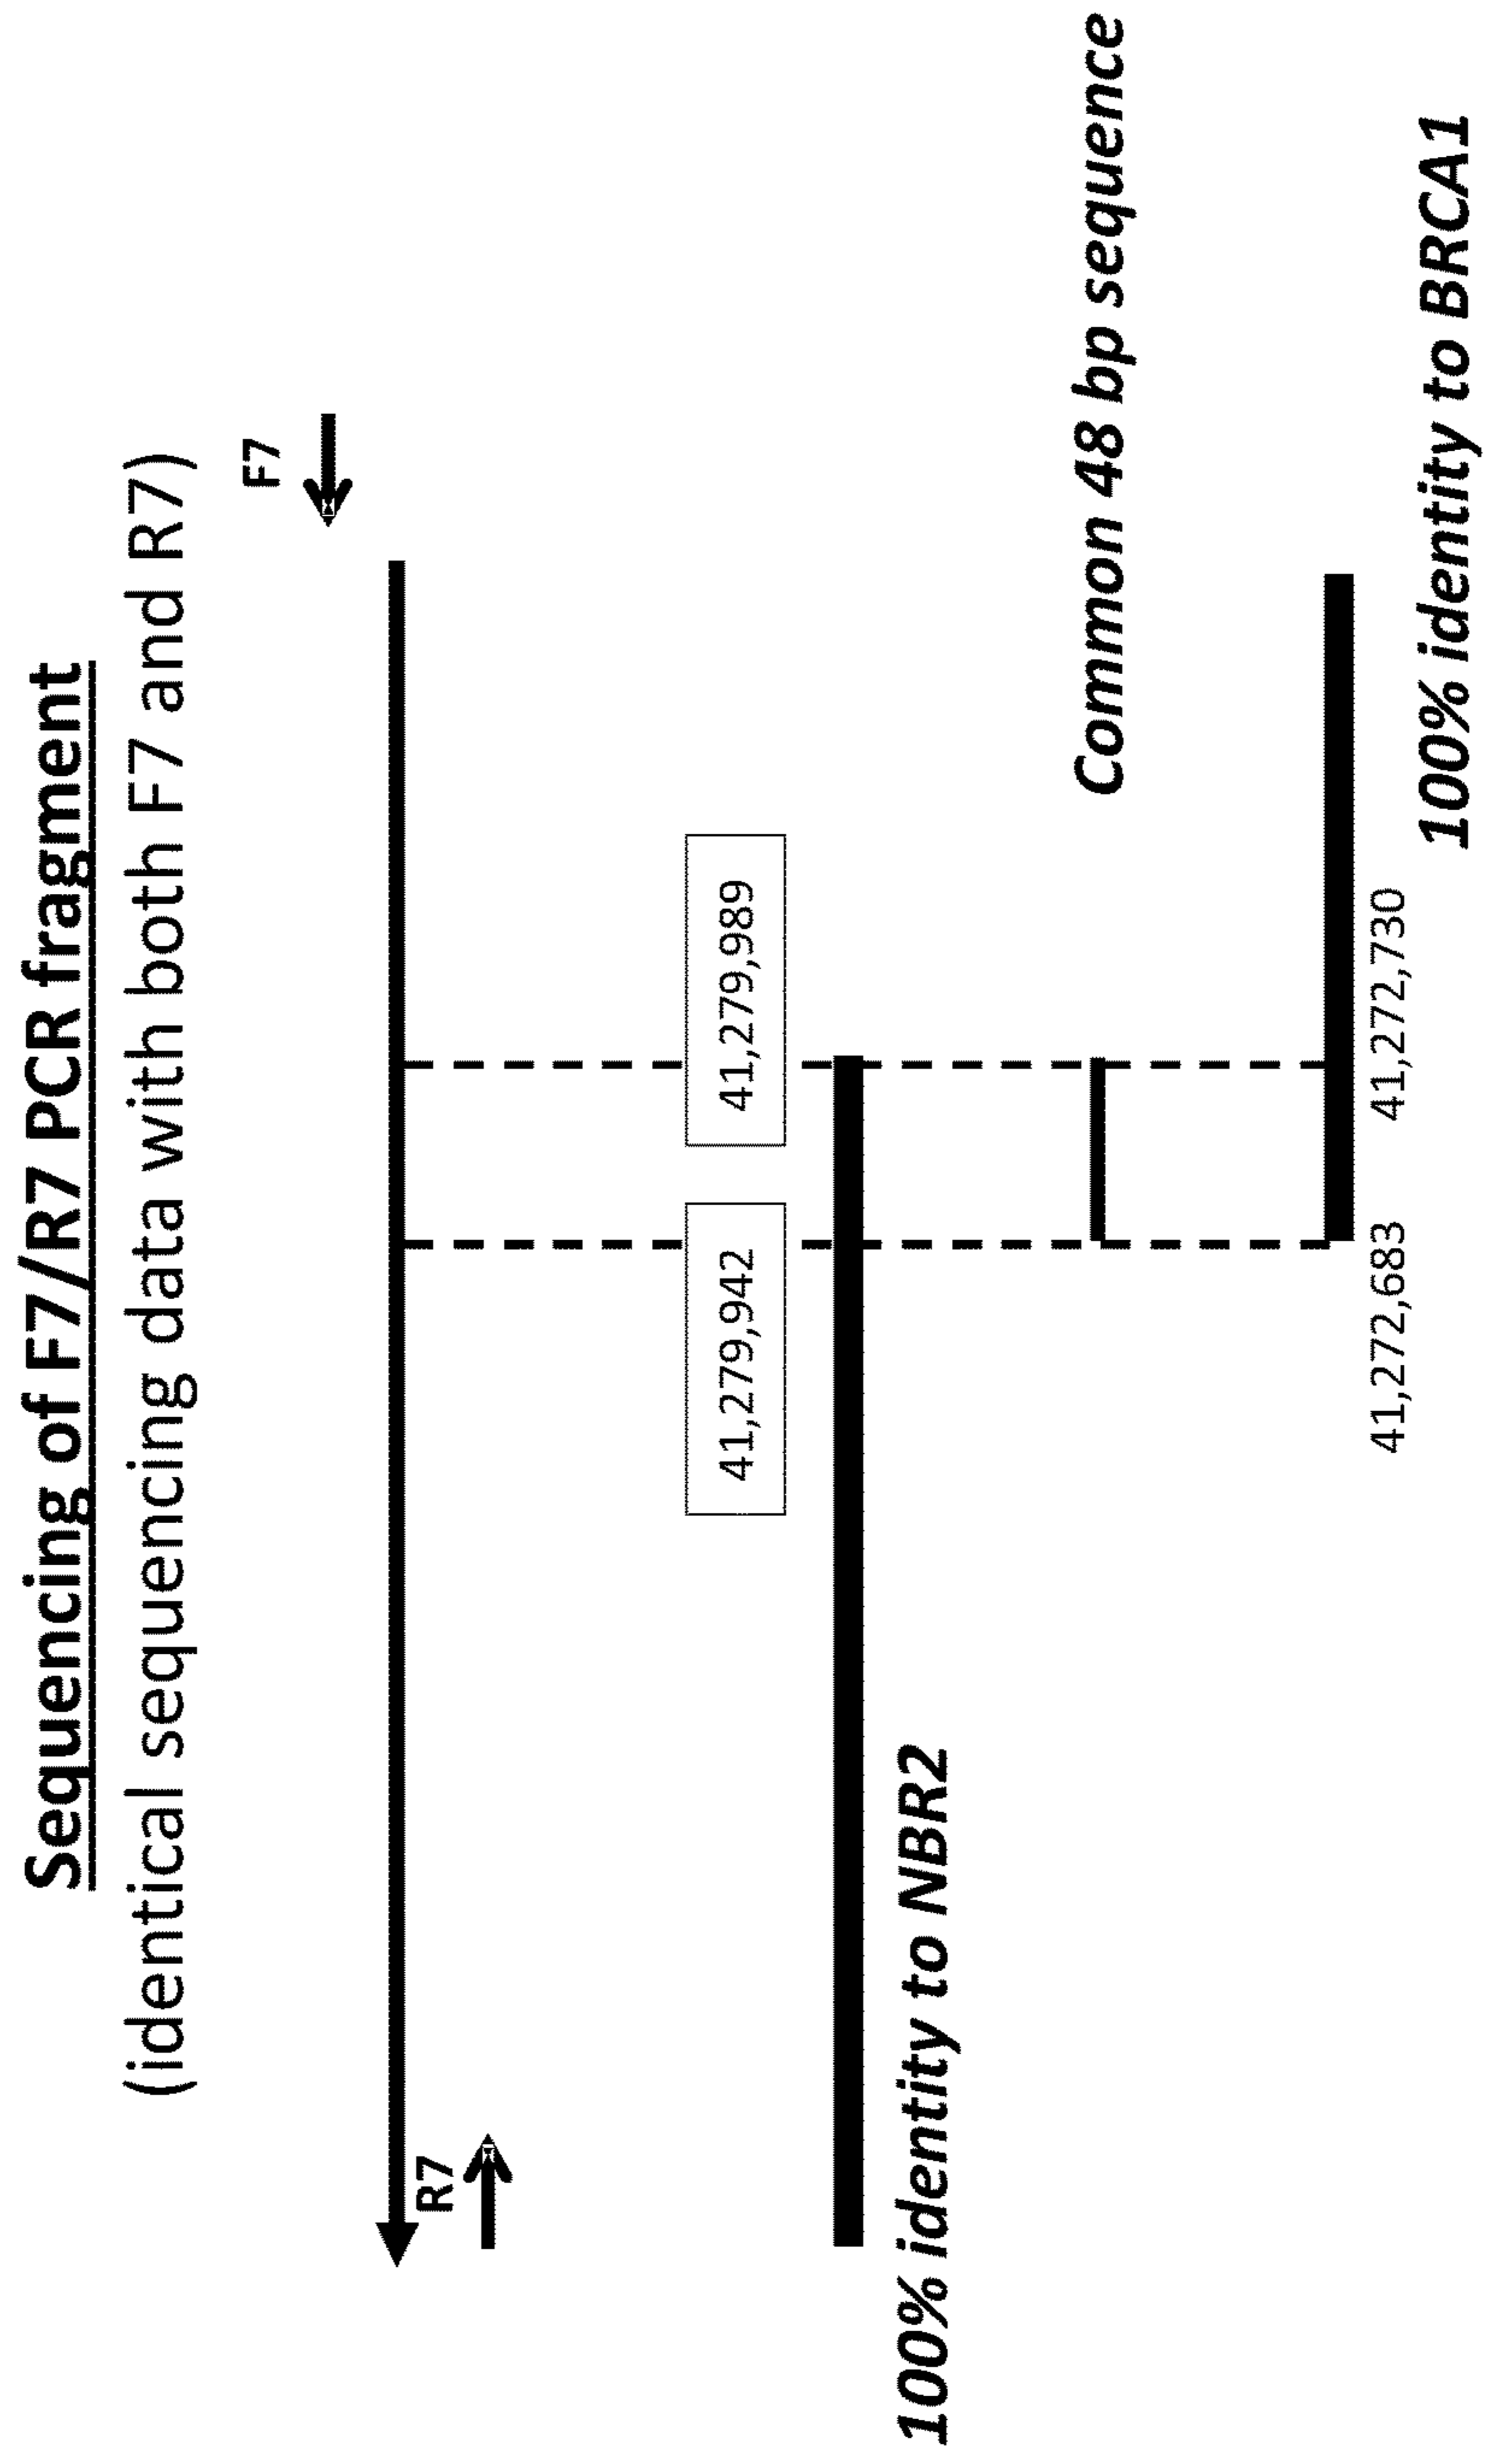 Sequencing of F7/R7 PCR fragment
(identical sequencing data with both F7 and R7)
F7
R7
41,279,942
41,279,989
100% identity to NBR2
Common 48 bp sequence
41,272,683
41,272,730
100% identity to BRCA1